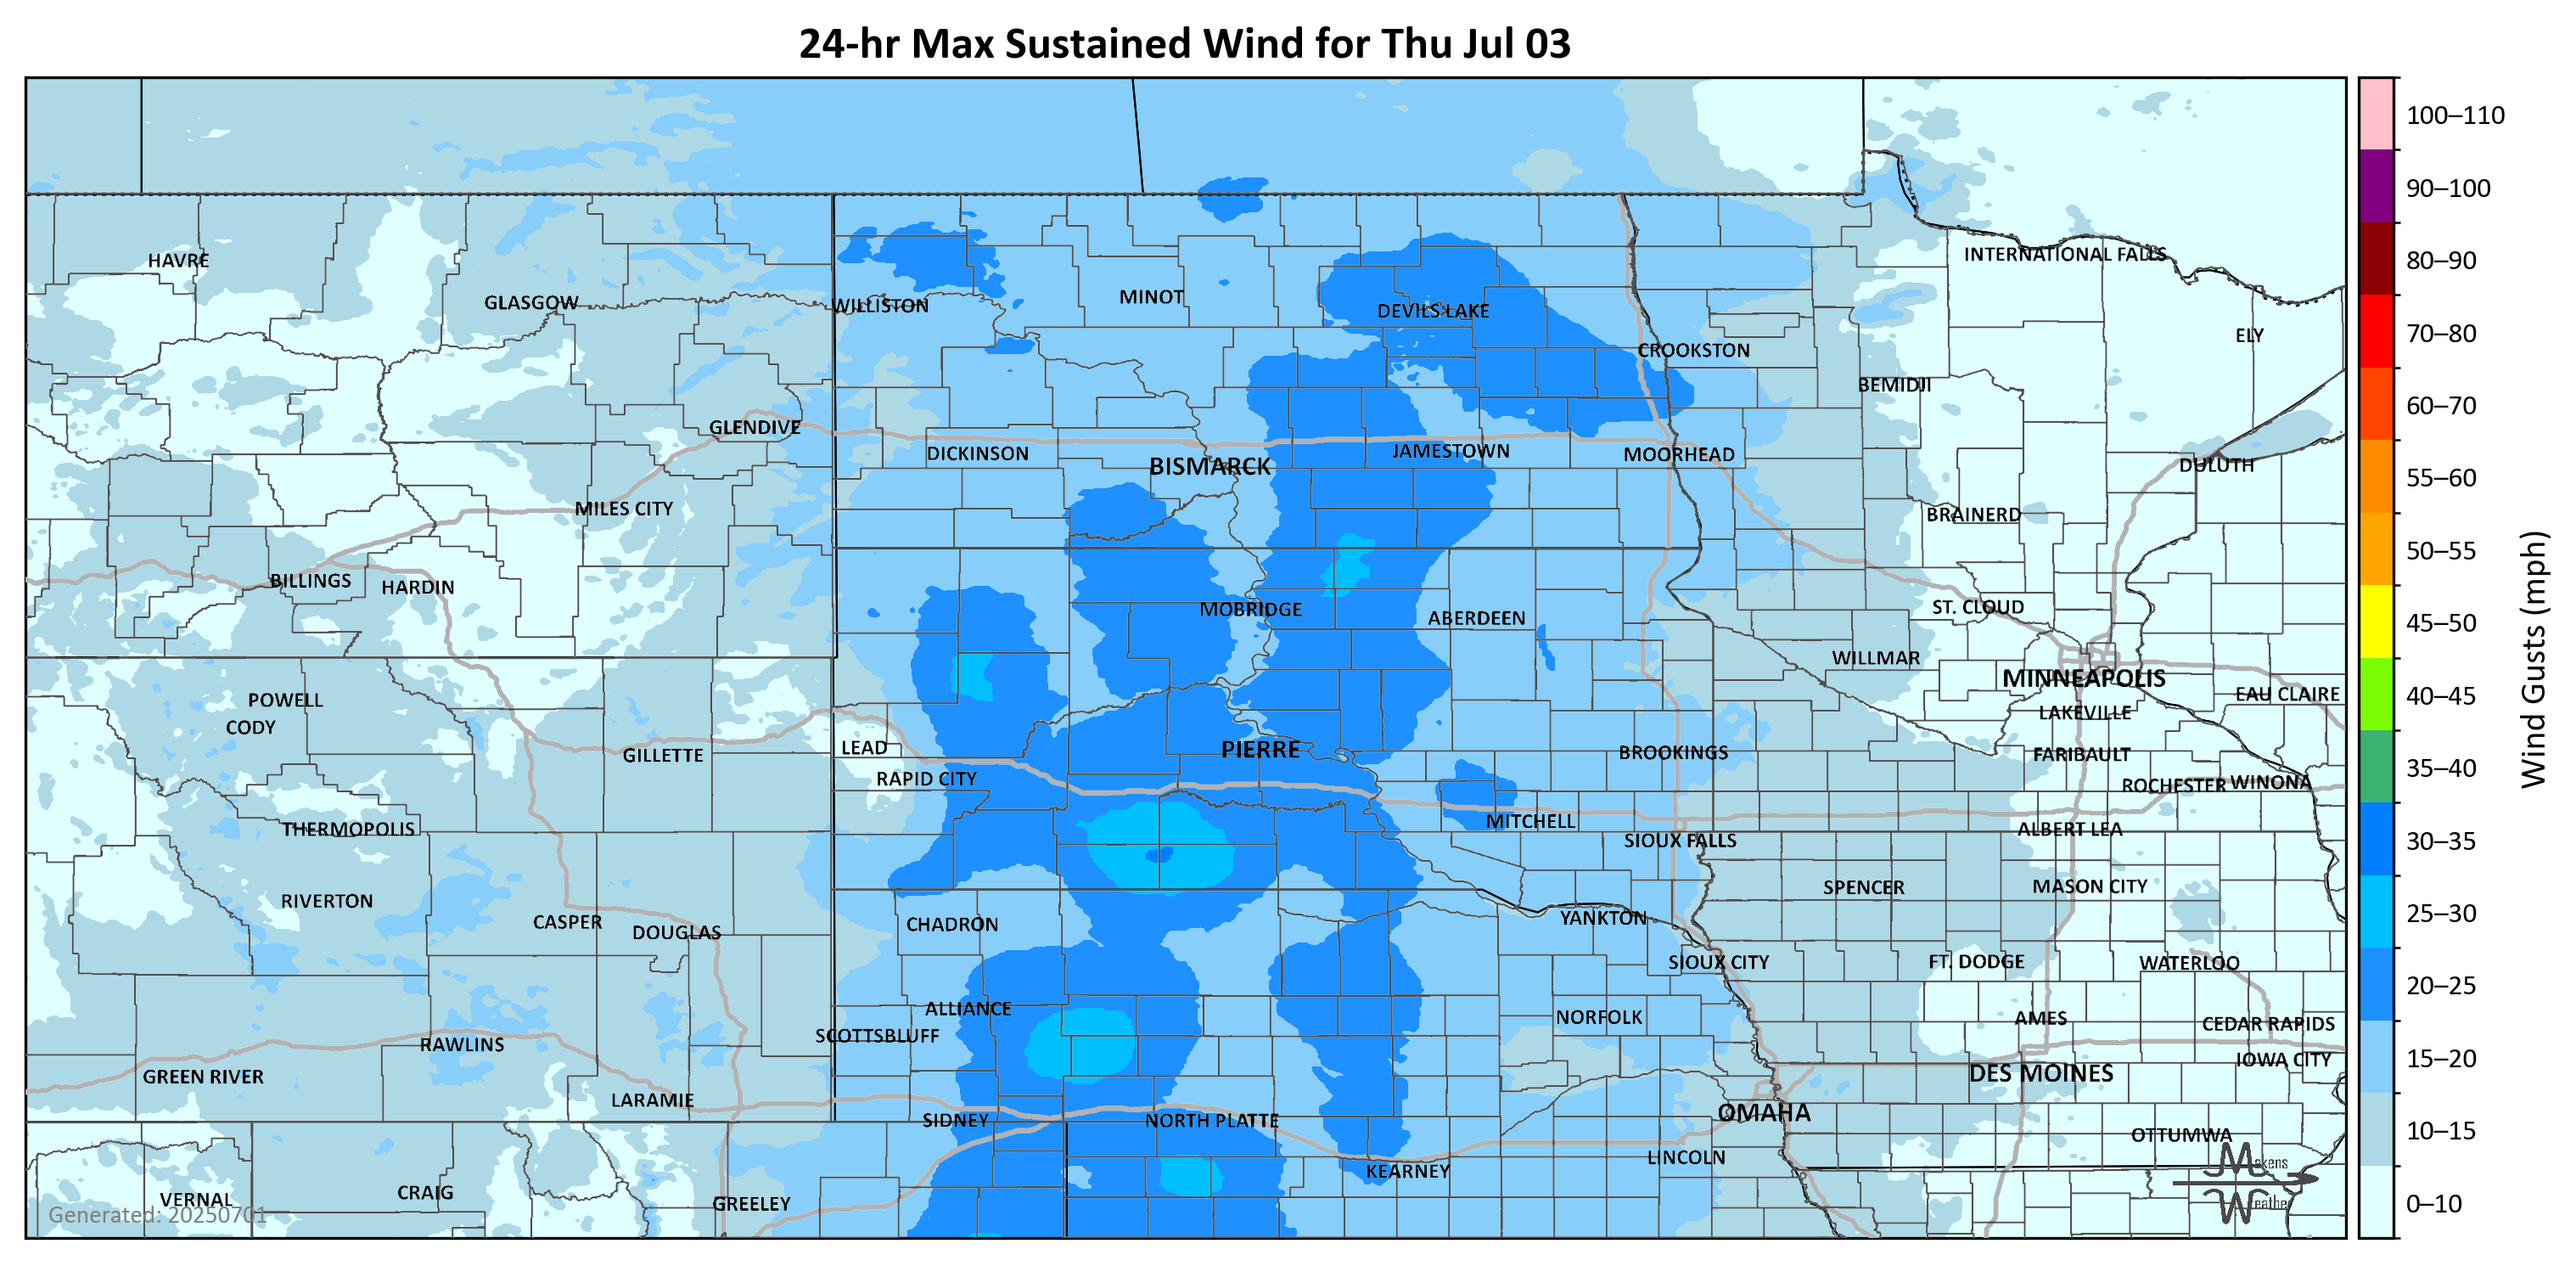 24-hr Max Sustained Wind for Thu Jul 03
100–110
90–100
80–90
70–80
60–70
55–60
50–55
45–50
40–45
35–40
30–35
25–30
20–25
15–20
10–15
0–10
Wind Gusts (mph)
HAVRE
GLASGOW
WILLISTON
MINOT
DEVILS LAKE
CROOKSTON
INTERNATIONAL FALLS
ELY
BEMIDJI
GLENDIVE
DICKINSON
BISMARCK
JAMESTOWN
MOORHEAD
DULUTH
MILES CITY
BRAINERD
BILLINGS
HARDIN
MOBRIDGE
ABERDEEN
ST. CLOUD
WILLMAR
MINNEAPOLIS
EAU CLAIRE
POWELL
CODY
LAKEVILLE
GILLETTE
LEAD
PIERRE
BROOKINGS
FARIBAULT
RAPID CITY
ROCHESTER
WINONA
THERMOPOLIS
MITCHELL
SIOUX FALLS
ALBERT LEA
RIVERTON
CASPER
DOUGLAS
CHADRON
YANKTON
SPENCER
MASON CITY
SIOUX CITY
FT. DODGE
WATERLOO
ALLIANCE
SCOTTSBLUFF
NORFOLK
AMES
CEDAR RAPIDS
RAWLINS
IOWA CITY
GREEN RIVER
LARAMIE
DES MOINES
SIDNEY
NORTH PLATTE
OMAHA
OTTUMWA
KEARNEY
LINCOLN
VERNAL
CRAIG
GREELEY
Generated: 20250701
Makens
Weather